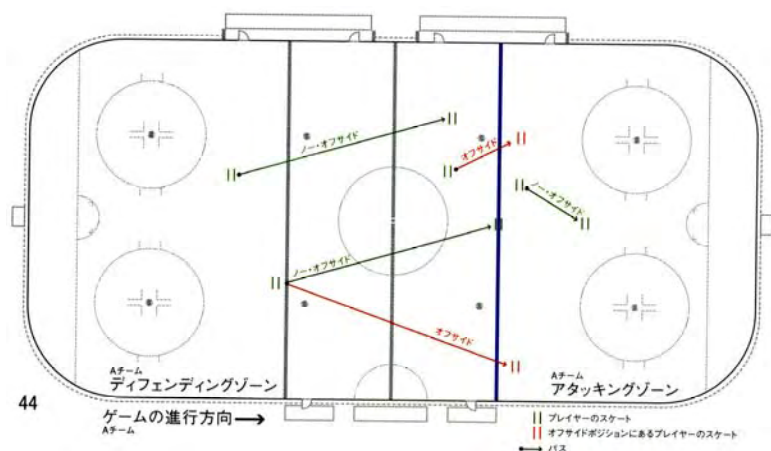 ノー・オフサイド
オフサイド
ノー・オフサイド
ノー・オフサイド
オフサイド
Aチーム
ディフェンディングゾーン
Aチーム
アタッキングゾーン
44
ゲームの進行方向→
Aチーム
プレイヤーのスケート
オフサイドポジションにあるプレイヤーのスケート
パス